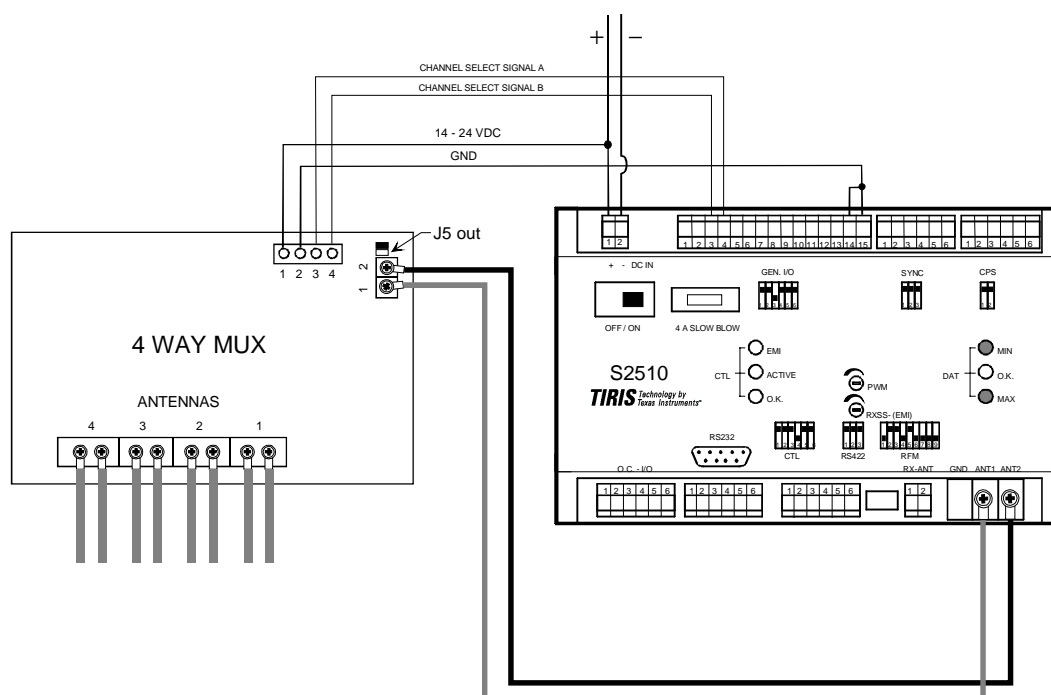 + –
CHANNEL SELECT SIGNAL A
CHANNEL SELECT SIGNAL B
14 - 24 VDC
GND
J5 out
1 2 3 4
2
1
4 WAY MUX
ANTENNAS
4 3 2 1
1 2
1 2 3 4 5 6 7 8 9 10 11 12 13 14 15
1 2 3 4 5 6
1 2 3 4 5 6
+ - DC IN
GEN. I/O
SYNC
CPS
OFF / ON
4 A SLOW BLOW
S2510
TIRIS Technology by
Texas Instruments™
CTL
EMI
ACTIVE
O.K.
PWM
RXSS- (EMI)
DAT
MIN
O.K.
MAX
RS232
CTL
RS422
RFM
O.C. - I/O
RX-ANT
GND ANT1 ANT2
1 2 3 4 5 6
1 2 3 4 5 6
1 2 3 4 5 6
1 2